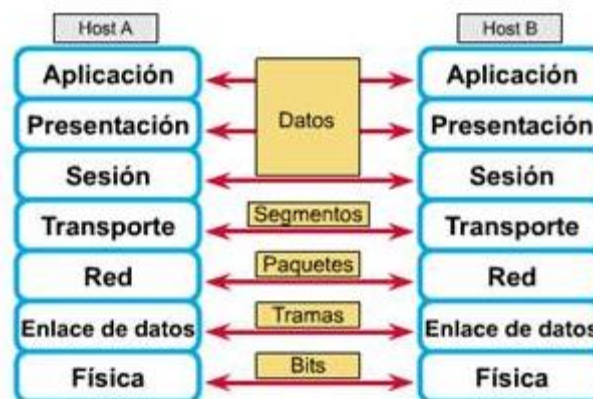 Host A
Host B
Aplicación
Aplicación
Presentación
Datos
Presentación
Sesión
Sesión
Transporte
Segmentos
Transporte
Red
Paquetes
Red
Enlace de datos
Tramas
Enlace de datos
Física
Bits
Física